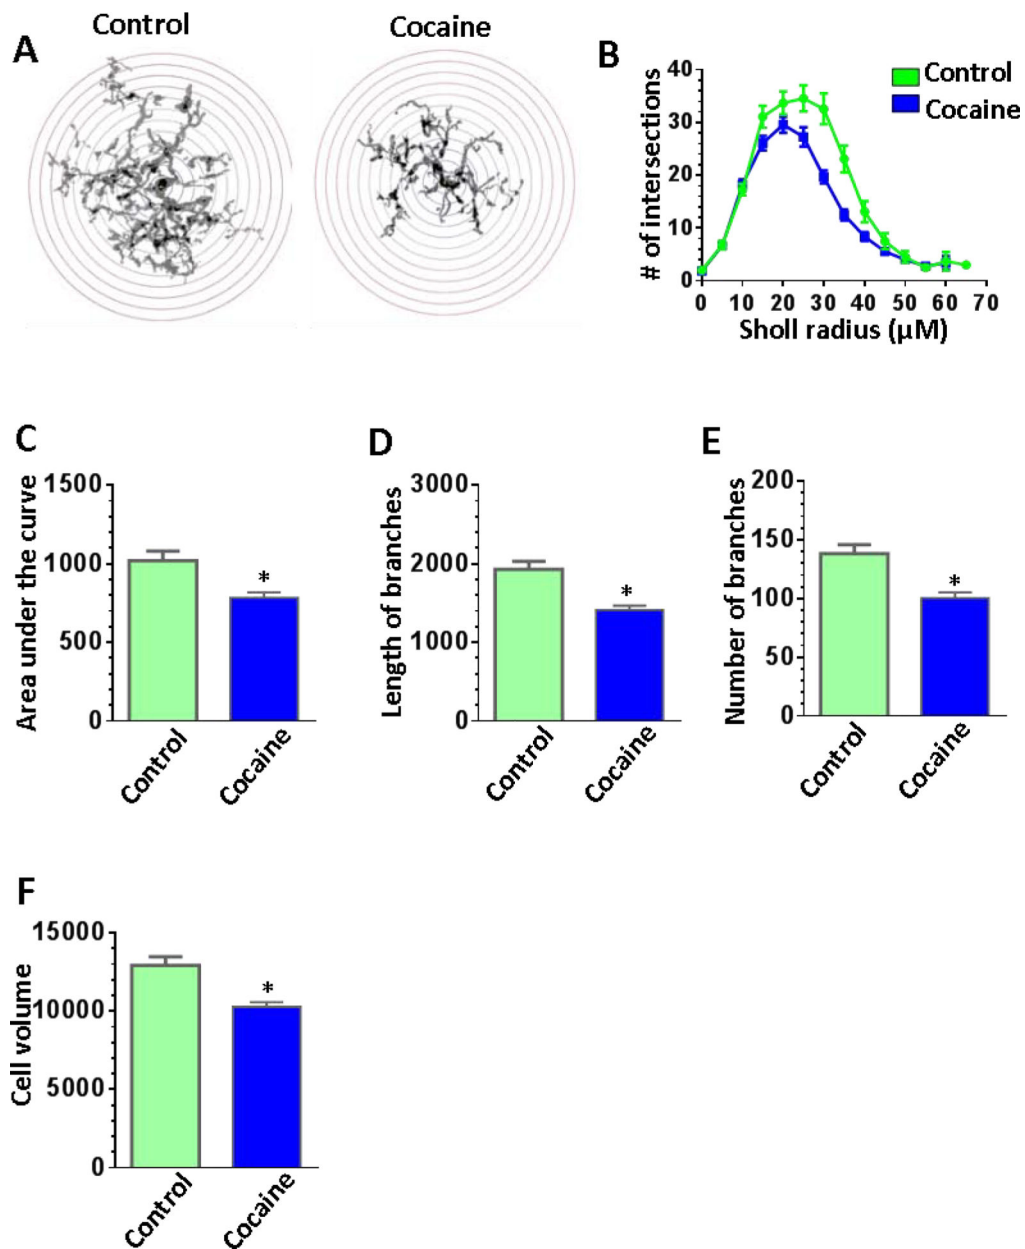 Control
Cocaine
A
B
Control
Cocaine
# of intersections
40
30
20
10
0
0 10 20 30 40 50 60 70
Sholl radius (µM)
C
Area under the curve
1500
1000
500
0
*
Control
Cocaine
D
Length of branches
3000
2000
1000
0
*
Control
Cocaine
E
Number of branches
200
150
100
50
0
*
Control
Cocaine
F
Cell volume
15000
10000
5000
0
*
Control
Cocaine